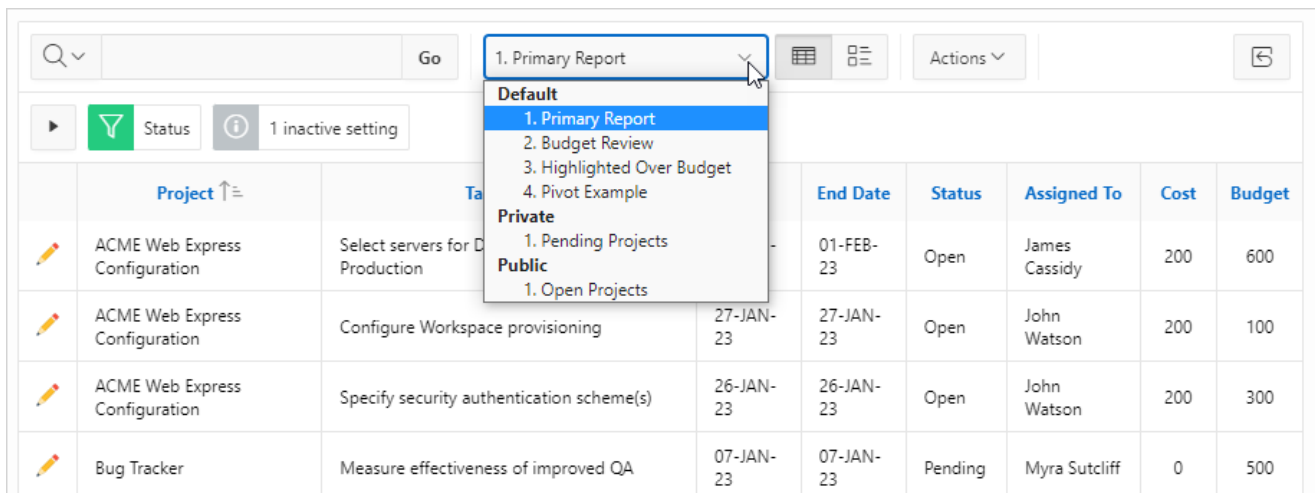 Go
1. Primary Report
Actions
Default
1. Primary Report
2. Budget Review
3. Highlighted Over Budget
4. Pivot Example
Private
1. Pending Projects
Public
1. Open Projects
Status
1 inactive setting
Project
End Date
Status
Assigned To
Cost
Budget
ACME Web Express
Configuration
Select servers for
Production
01-FEB-
23
Open
James
Cassidy
200
600
ACME Web Express
Configuration
Configure Workspace provisioning
27-JAN-
23
27-JAN-
23
Open
John
Watson
200
100
ACME Web Express
Configuration
Specify security authentication scheme(s)
26-JAN-
23
26-JAN-
23
Open
John
Watson
200
300
Bug Tracker
Measure effectiveness of improved QA
07-JAN-
23
07-JAN-
23
Pending
Myra Sutcliff
0
500